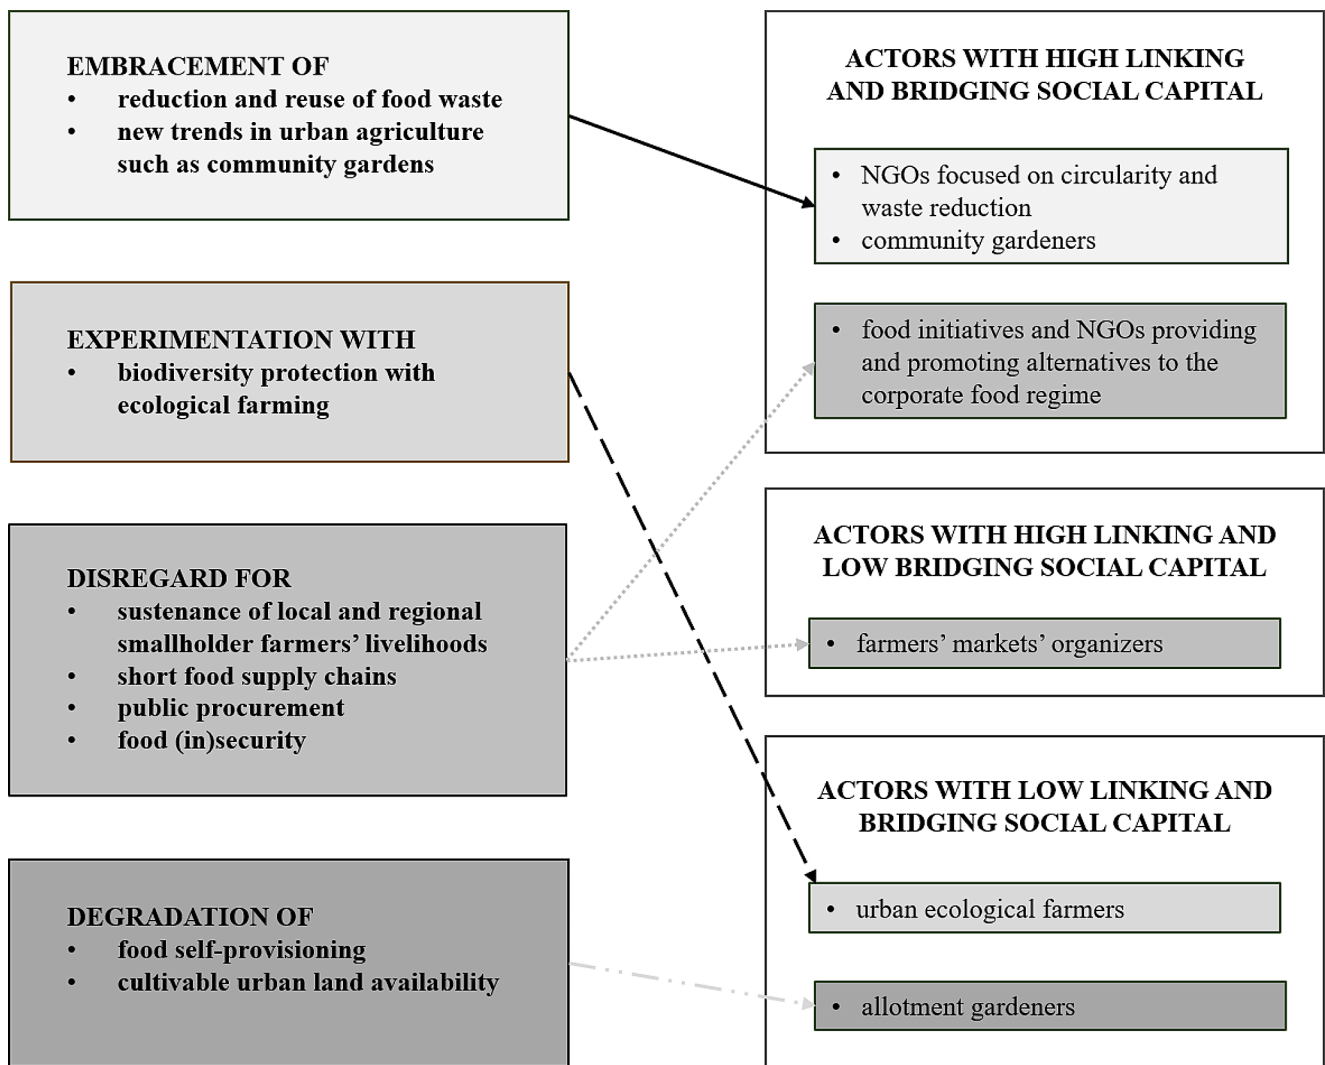 EMBRACEMENT OF
• reduction and reuse of food waste
• new trends in urban agriculture
such as community gardens
EXPERIMENTATION WITH
• biodiversity protection with
ecological farming
DISREGARD FOR
• sustenance of local and regional
smallholder farmers’ livelihoods
• short food supply chains
• public procurement
• food (in)security
DEGRADATION OF
• food self-provisioning
• cultivable urban land availability
ACTORS WITH HIGH LINKING
AND BRIDGING SOCIAL CAPITAL
• NGOs focused on circularity and
waste reduction
• community gardeners
• food initiatives and NGOs providing
and promoting alternatives to the
corporate food regime
ACTORS WITH HIGH LINKING AND
LOW BRIDGING SOCIAL CAPITAL
• farmers’ markets’ organizers
ACTORS WITH LOW LINKING AND
BRIDGING SOCIAL CAPITAL
• urban ecological farmers
• allotment gardeners